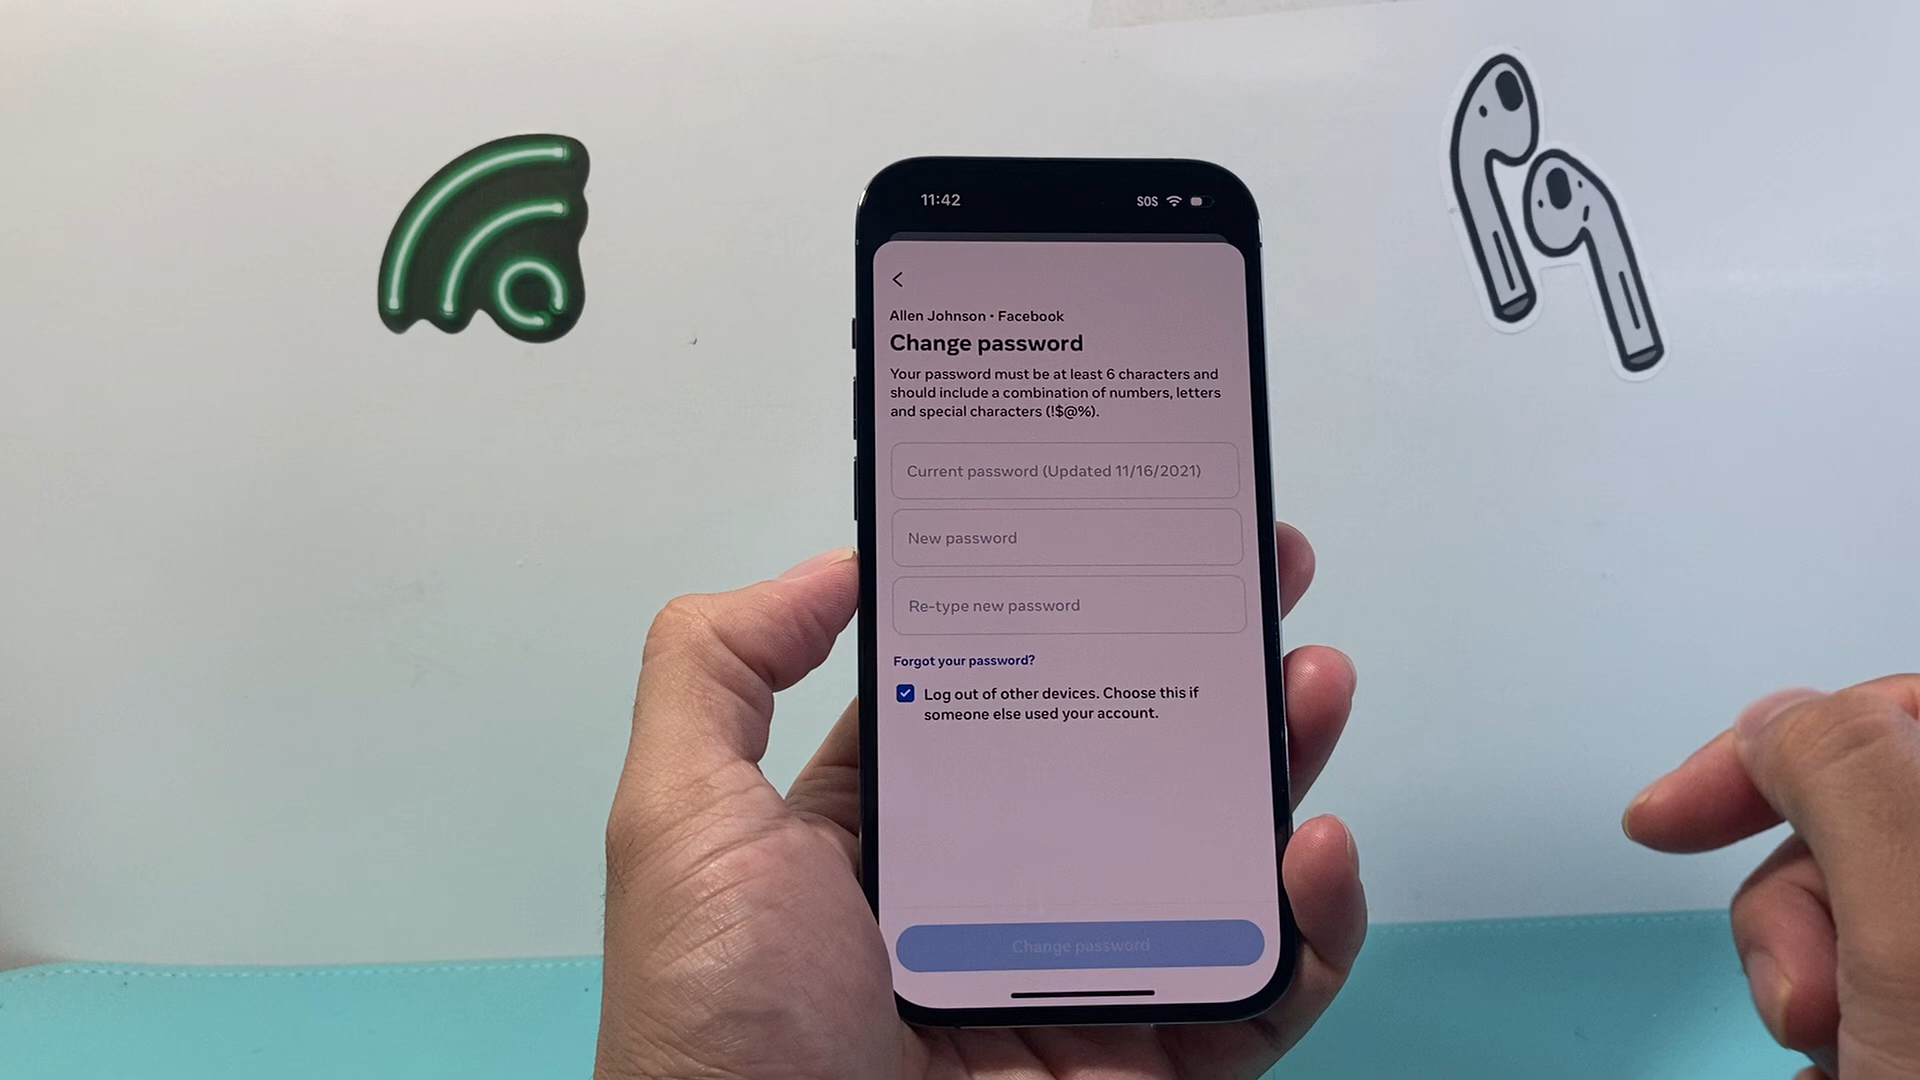 11:42
SOS
Allen Johnson • Facebook
Change password
Your password must be at least 6 characters and
should include a combination of numbers, letters
and special characters (!$@%).
Current password (Updated 11/16/2021)
New password
Re-type new password
Forgot your password?
Log out of other devices. Choose this if
someone else used your account.
Change password